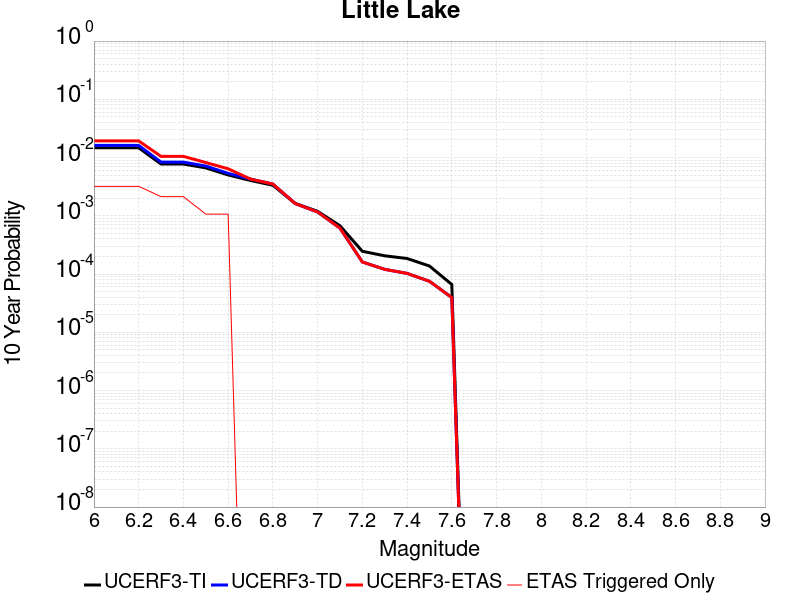 Little Lake
10 Year Probability
10^0
10^-1
10^-2
10^-3
10^-4
10^-5
10^-6
10^-7
10^-8
6 6.2 6.4 6.6 6.8 7 7.2 7.4 7.6 7.8 8 8.2 8.4 8.6 8.8 9
Magnitude
UCERF3-TI UCERF3-TD UCERF3-ETAS ETAS Triggered Only